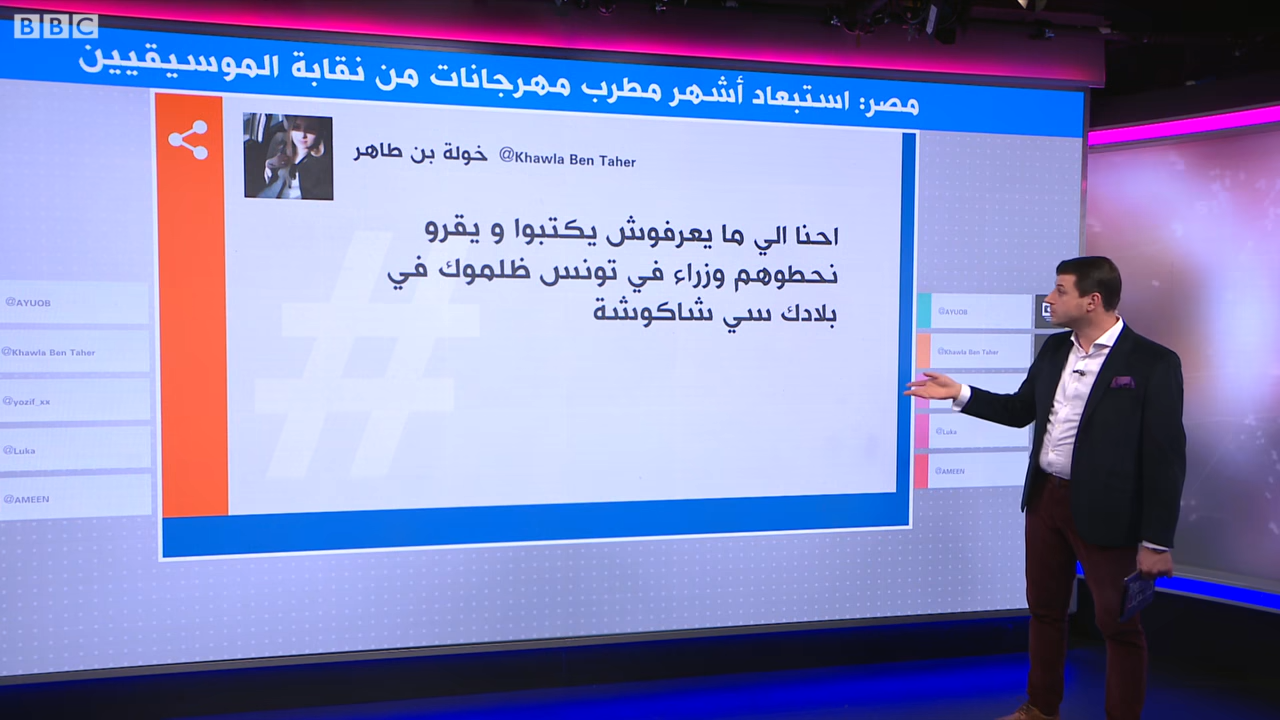 BBC
مصر: استبعاد أشهر مطرب مهرجانات من نقابة الموسيقيين
خولة بن طاهر @Khawla Ben Taher
احنا الي ما يعرفوش يكتبوا و يقرو
نحطوهم وزراء في تونس ظلموك في
بلادك سي شاكوشة
@AYUOB
@Khawla Ben Taher
@yozif_xx
@Luka
@AMEEN
@AYUOB
@Khawla Ben Taher
@Luka
@AMEEN